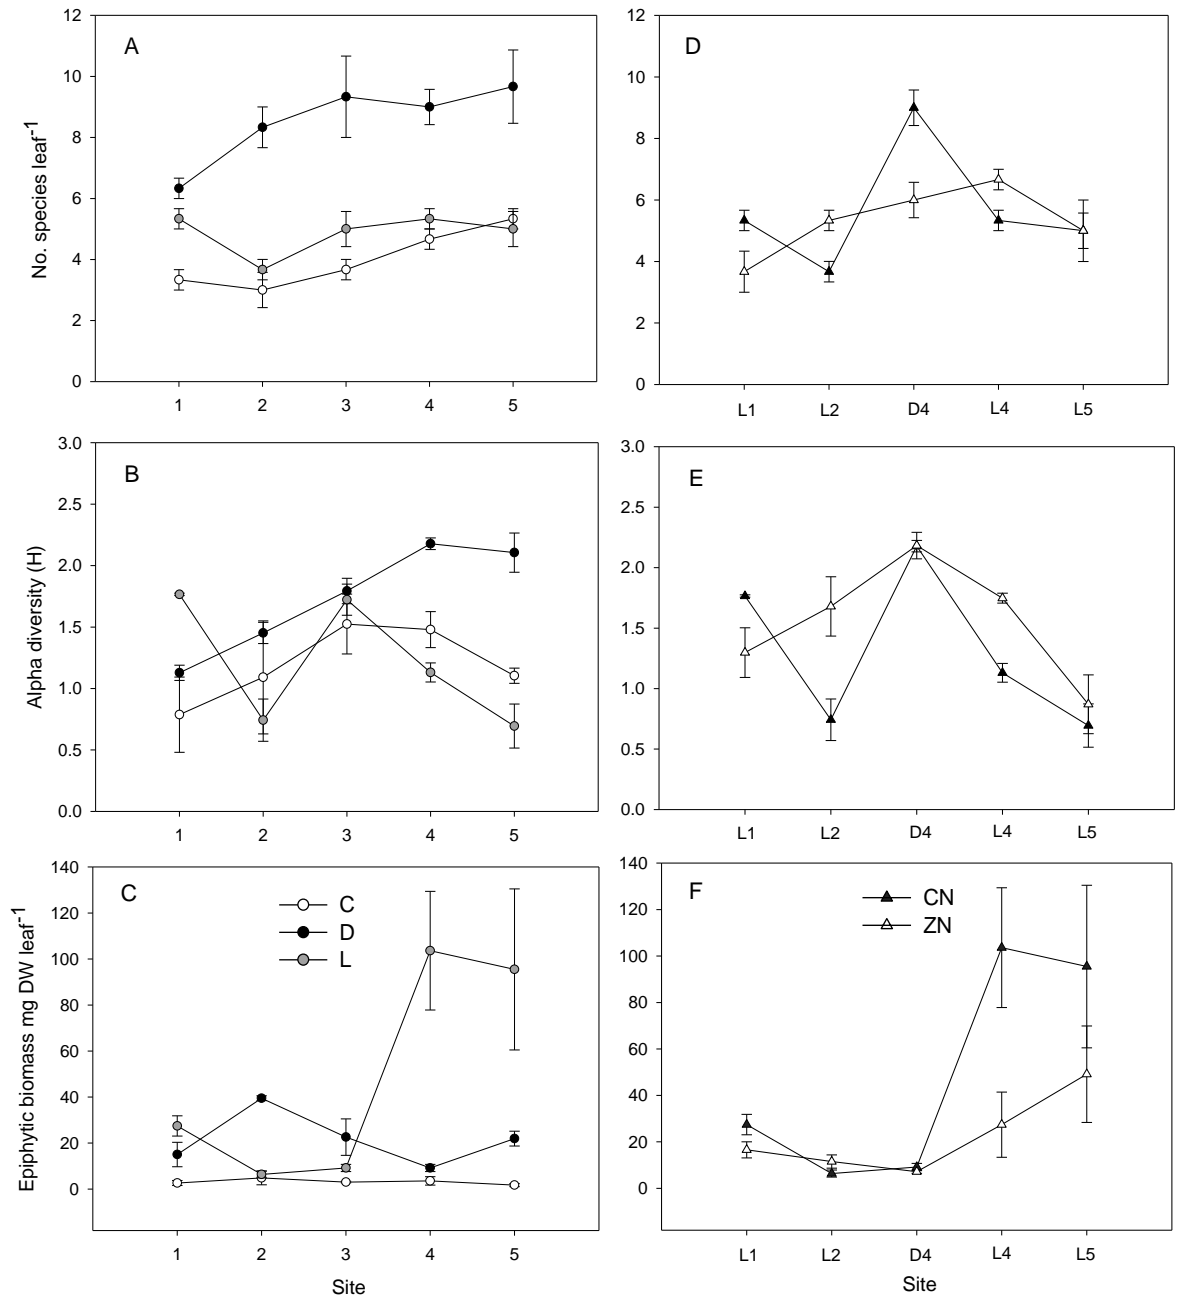 A
12
10
8
6
4
2
0
No. species leaf-1
1 2 3 4 5
D
12
10
8
6
4
2
0
L1 L2 D4 L4 L5
B
3.0
2.5
2.0
1.5
1.0
0.5
0.0
Alpha diversity (H)
1 2 3 4 5
E
3.0
2.5
2.0
1.5
1.0
0.5
0.0
L1 L2 D4 L4 L5
C
140
120
100
80
60
40
20
0
Epiphytic biomass mg DW leaf-1
C
D
L
1 2 3 4 5
Site
F
140
120
100
80
60
40
20
0
CN
ZN
L1 L2 D4 L4 L5
Site